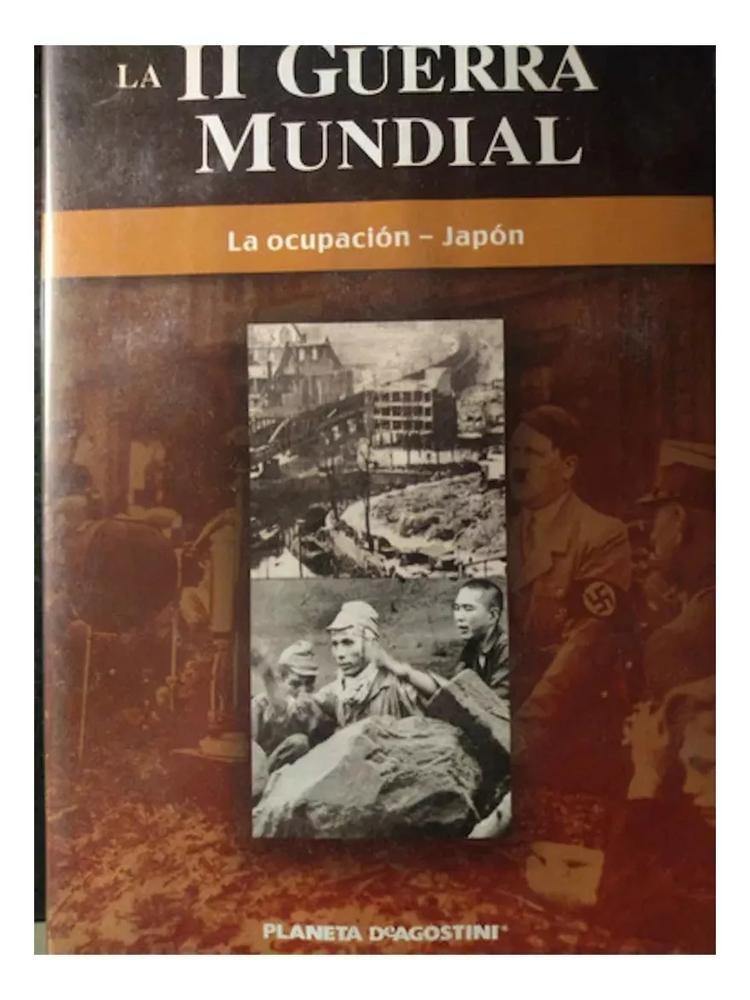 LA II GUERRA
MUNDIAL
La ocupación – Japón
PLANETA DeAGOSTINI®